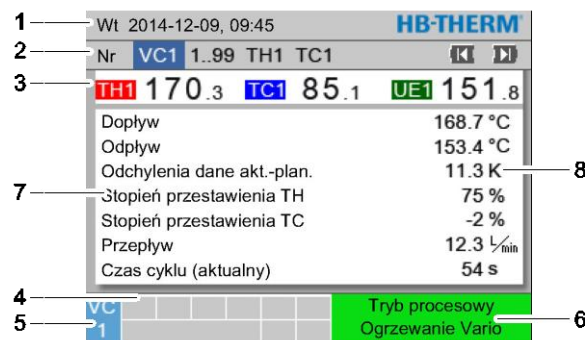 1 Wt 2014-12-09, 09:45 HB-THERM
2 Nr VC1 1..99 TH1 TC1
3 TH1 170.3 TC1 85.1 UE1 151.8
Dopływ 168.7 °C
Odpływ 153.4 °C
Odchylenia dane akt.-plan. 11.3 K 8
7 Stopień przestawienia TH 75 %
Stopień przestawienia TC -2 %
Przepływ 12.3 L/min
Czas cyklu (aktualny) 54 s
4
VC Tryb procesowy
5 1 Ogrzewanie Vario 6